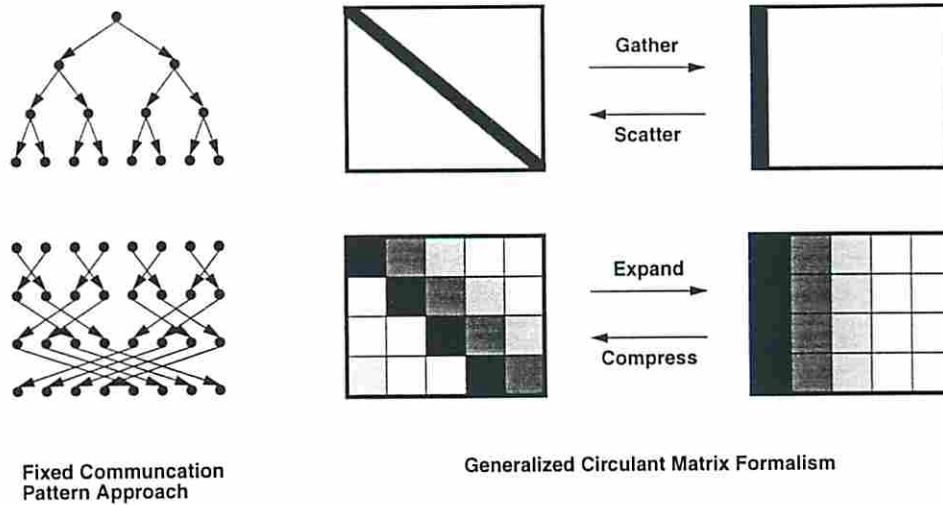 Gather
Scatter
Expand
Compress
Fixed Communcation
Pattern Approach
Generalized Circulant Matrix Formalism